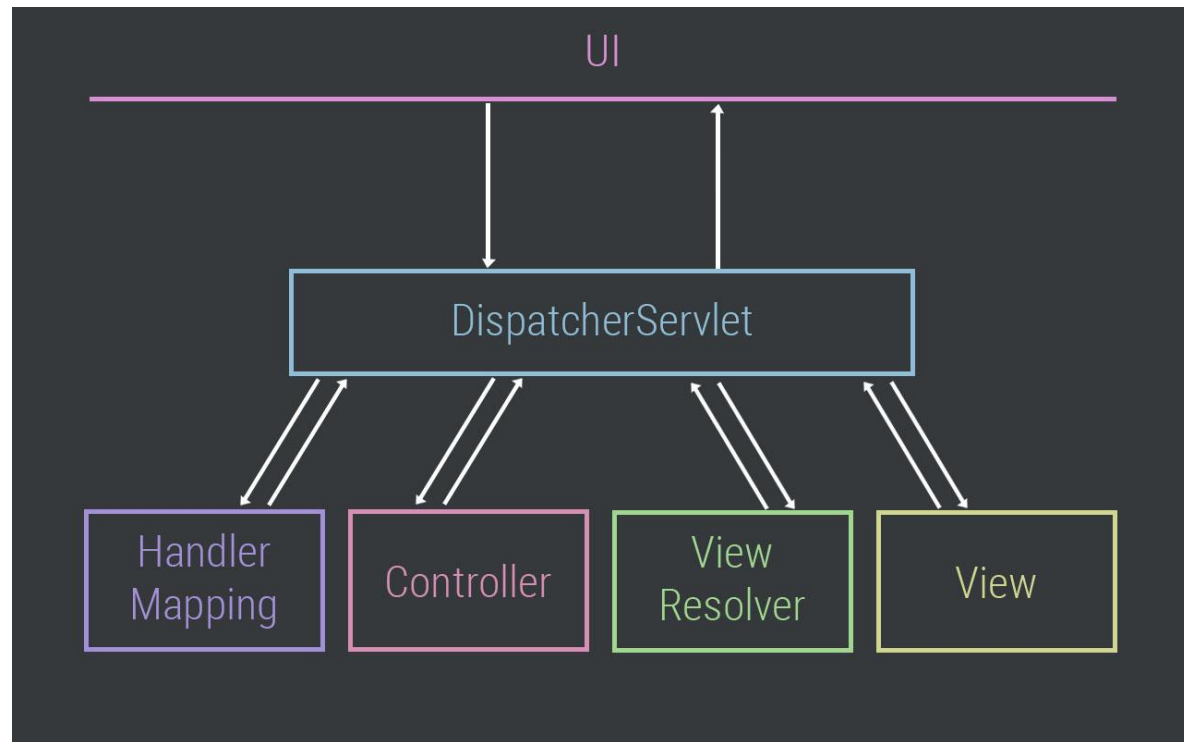 UI
DispatcherServlet
Handler
Mapping
Controller
View
Resolver
View